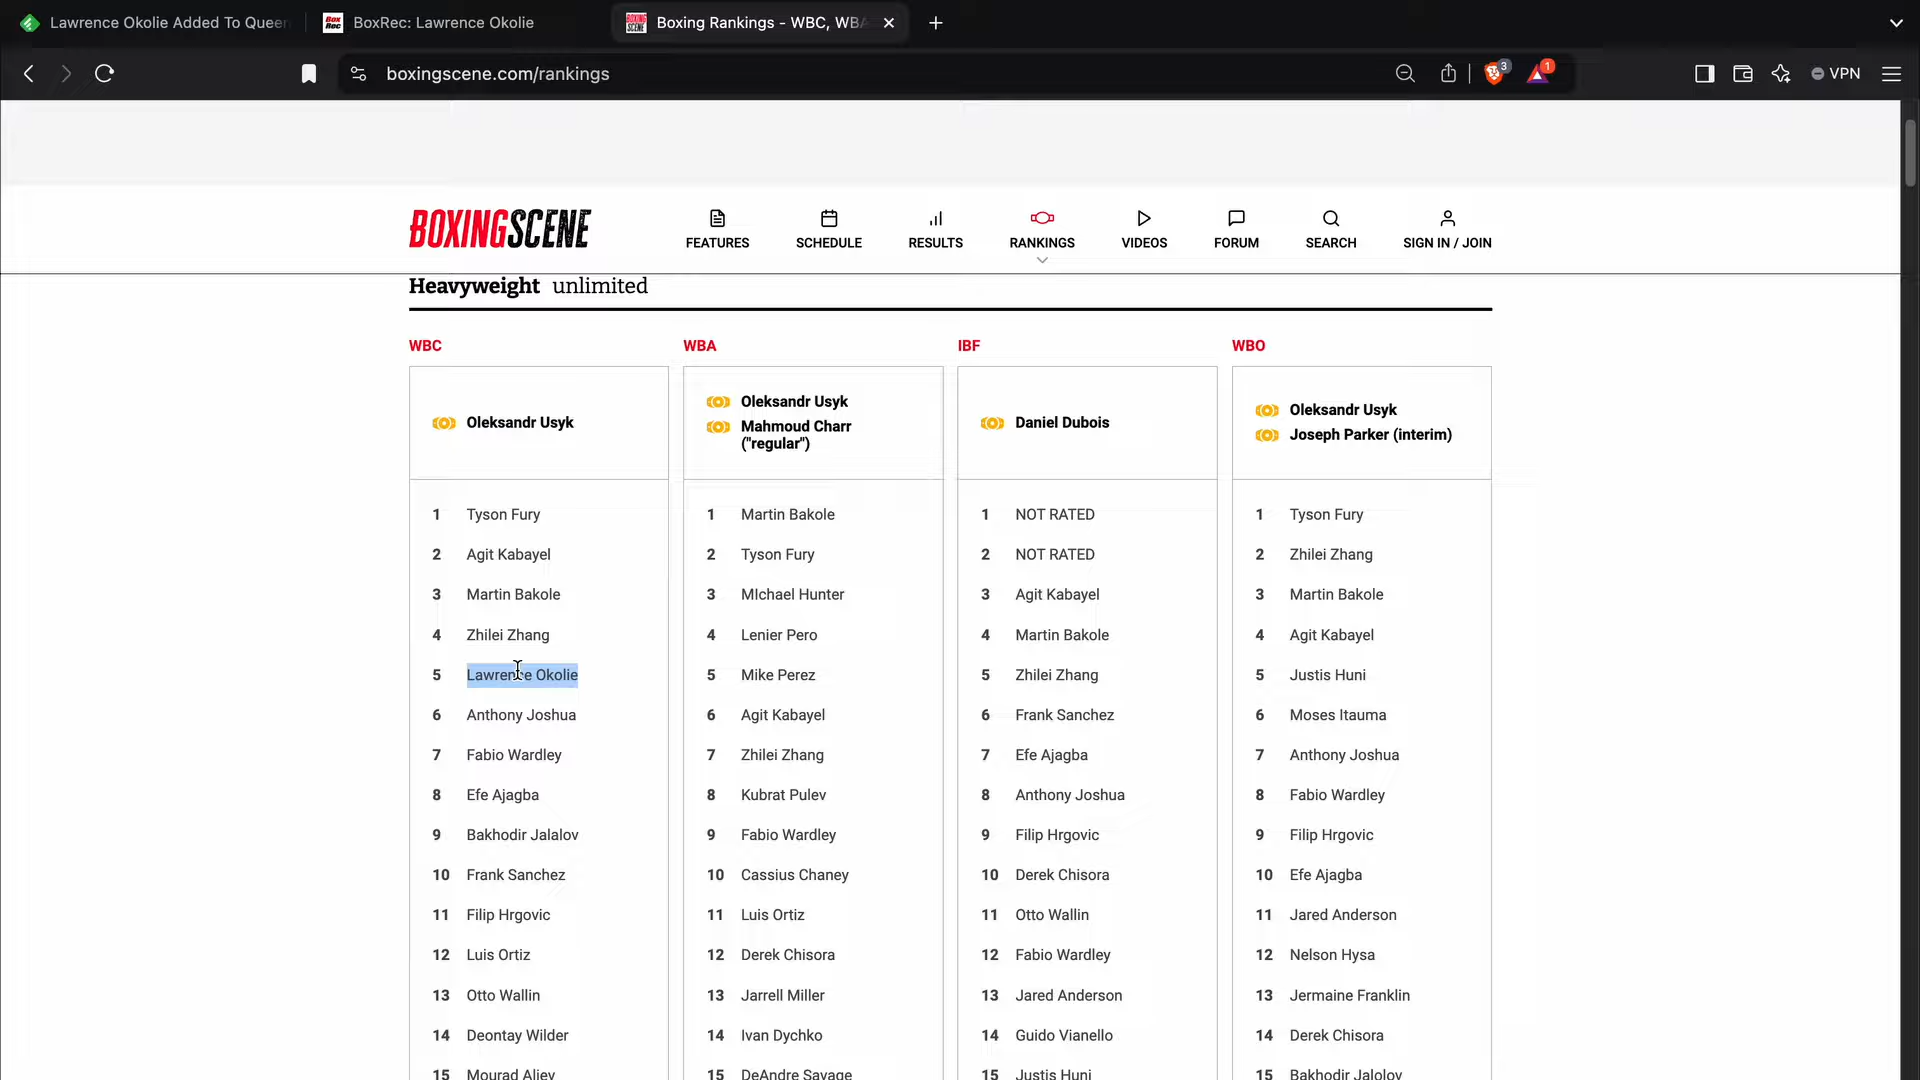 Lawrence Okolie Added To Queen
BoxRec: Lawrence Okolie
Boxing Rankings - WBC, WBA
boxingscene.com/rankings
3
1
VPN
BOXINGSCENE
FEATURES
SCHEDULE
RESULTS
RANKINGS
VIDEOS
FORUM
SEARCH
SIGN IN / JOIN
Heavyweight unlimited
WBC
Oleksandr Usyk
1 Tyson Fury
2 Agit Kabayel
3 Martin Bakole
4 Zhilei Zhang
5 Lawrence Okolie
6 Anthony Joshua
7 Fabio Wardley
8 Efe Ajagba
9 Bakhodir Jalalov
10 Frank Sanchez
11 Filip Hrgovic
12 Luis Ortiz
13 Otto Wallin
14 Deontay Wilder
15 Mourad Aliev
WBA
Oleksandr Usyk
Mahmoud Charr
("regular")
1 Martin Bakole
2 Tyson Fury
3 MIchael Hunter
4 Lenier Pero
5 Mike Perez
6 Agit Kabayel
7 Zhilei Zhang
8 Kubrat Pulev
9 Fabio Wardley
10 Cassius Chaney
11 Luis Ortiz
12 Derek Chisora
13 Jarrell Miller
14 Ivan Dychko
15 DeAndre Savage
IBF
Daniel Dubois
1 NOT RATED
2 NOT RATED
3 Agit Kabayel
4 Martin Bakole
5 Zhilei Zhang
6 Frank Sanchez
7 Efe Ajagba
8 Anthony Joshua
9 Filip Hrgovic
10 Derek Chisora
11 Otto Wallin
12 Fabio Wardley
13 Jared Anderson
14 Guido Vianello
15 Justis Huni
WBO
Oleksandr Usyk
Joseph Parker (interim)
1 Tyson Fury
2 Zhilei Zhang
3 Martin Bakole
4 Agit Kabayel
5 Justis Huni
6 Moses Itauma
7 Anthony Joshua
8 Fabio Wardley
9 Filip Hrgovic
10 Efe Ajagba
11 Jared Anderson
12 Nelson Hysa
13 Jermaine Franklin
14 Derek Chisora
15 Bakhodir Jalolov